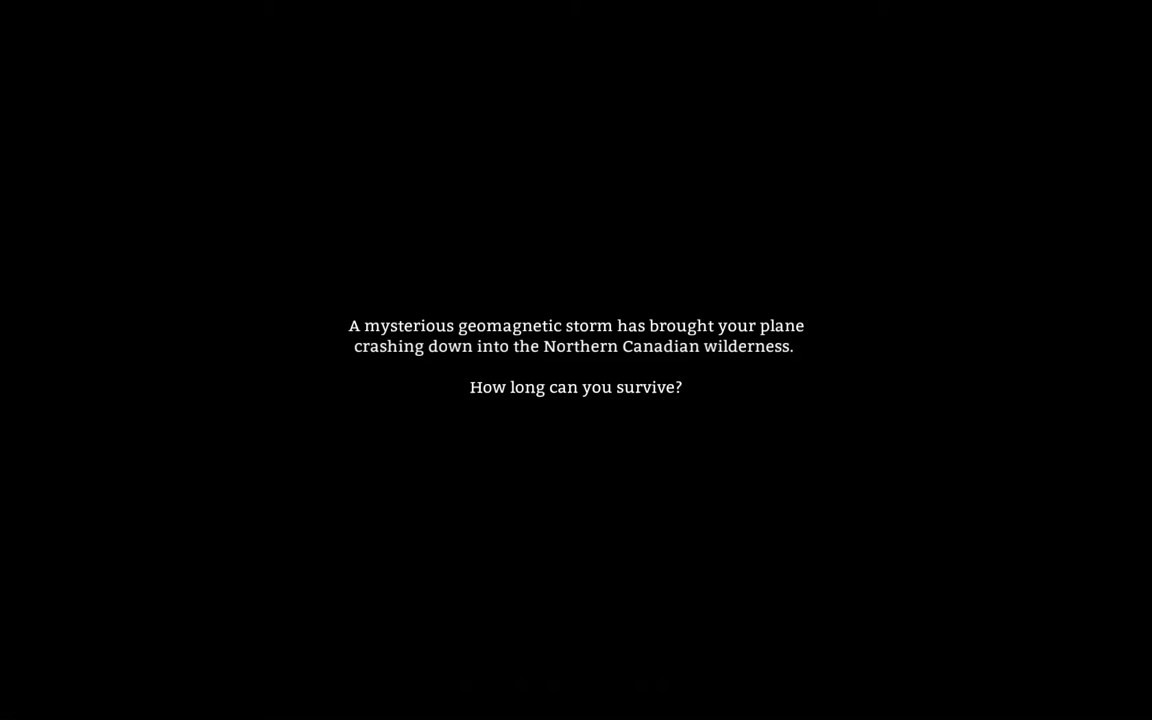 A mysterious geomagnetic storm has brought your plane
crashing down into the Northern Canadian wilderness.
How long can you survive?